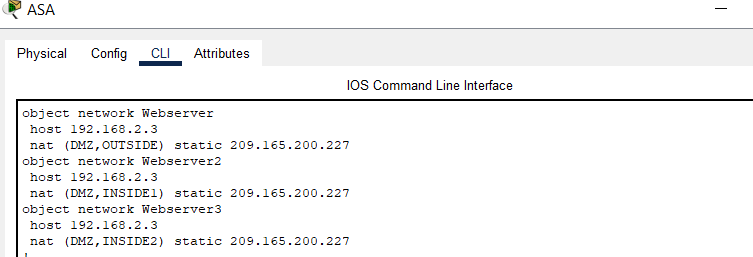 ASA
Physical Config CLI Attributes
IOS Command Line Interface
object network Webserver
host 192.168.2.3
nat (DMZ,OUTSIDE) static 209.165.200.227
object network Webserver2
host 192.168.2.3
nat (DMZ,INSIDE1) static 209.165.200.227
object network Webserver3
host 192.168.2.3
nat (DMZ,INSIDE2) static 209.165.200.227